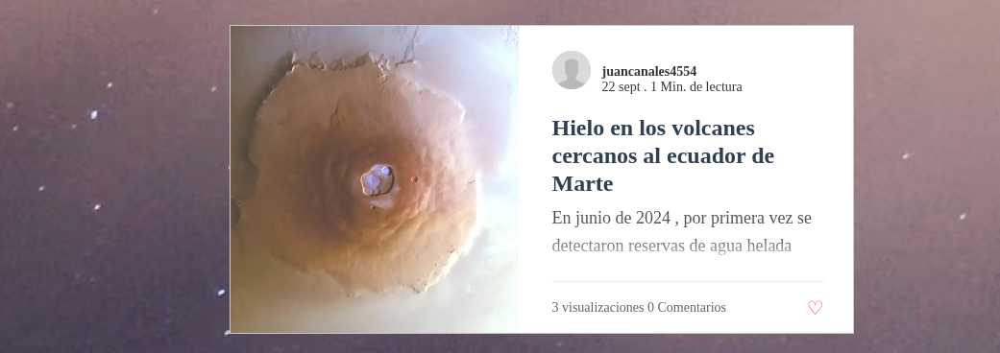 juancanales4554
22 sept . 1 Min. de lectura
Hielo en los volcanes
cercanos al ecuador de
Marte
En junio de 2024 , por primera vez se
detectaron reservas de agua helada
3 visualizaciones 0 Comentarios